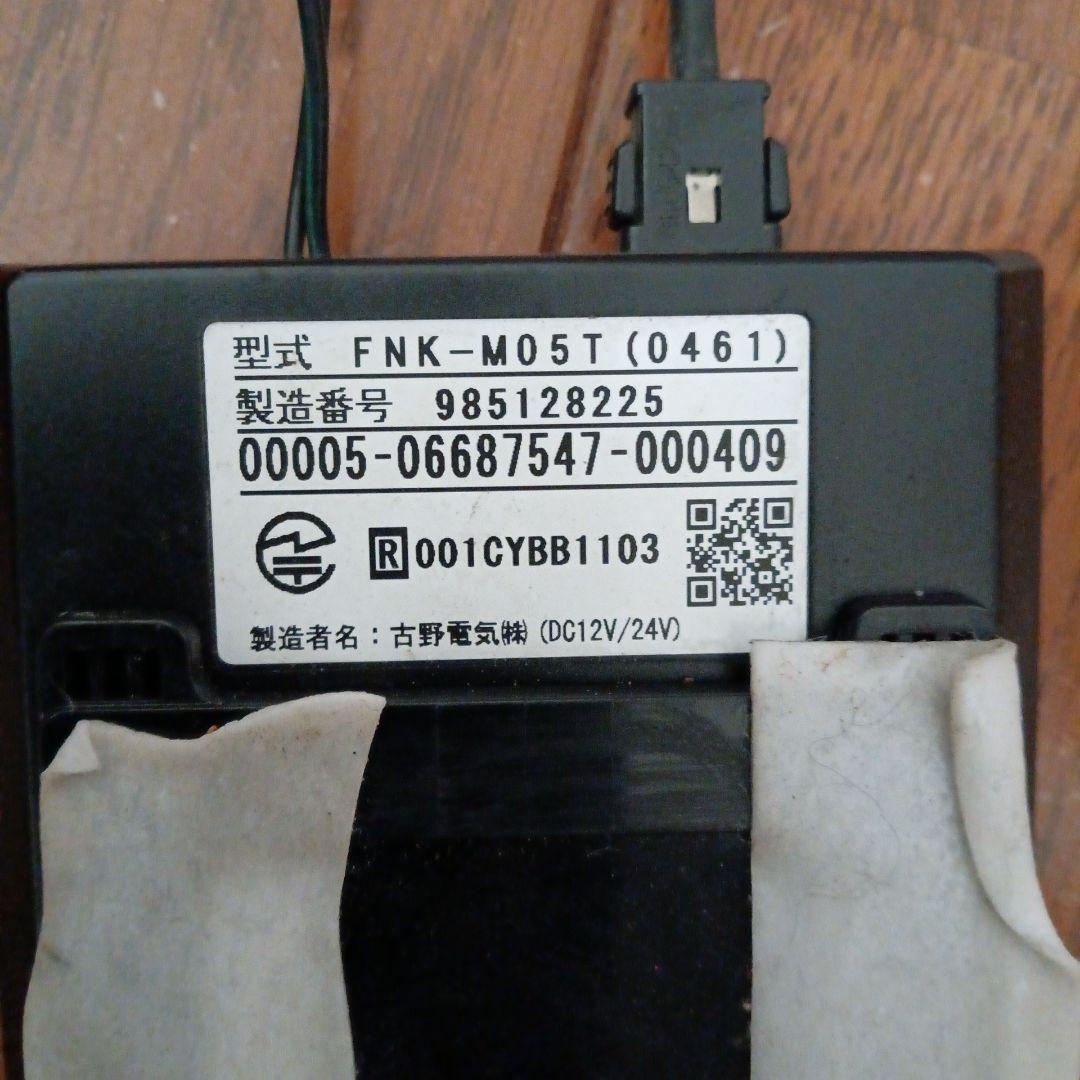 型式 FNK-M05T(0461)
製造番号 985128225
00005-06687547-000409
R 001CYBB1103
製造者名：古野電気㈱ (DC12V/24V)